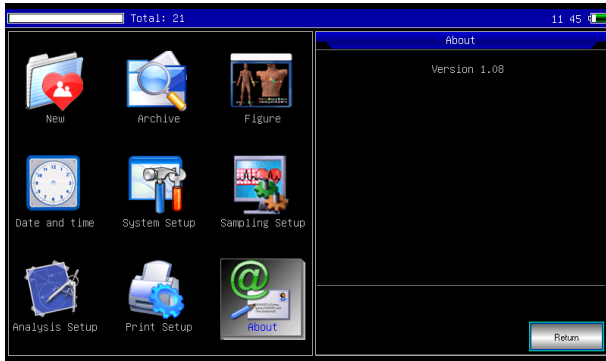 Total: 21
11 45
About
Version 1.08
New
Archive
Figure
Date and time
System Setup
Sampling Setup
Analysis Setup
Print Setup
About
Return